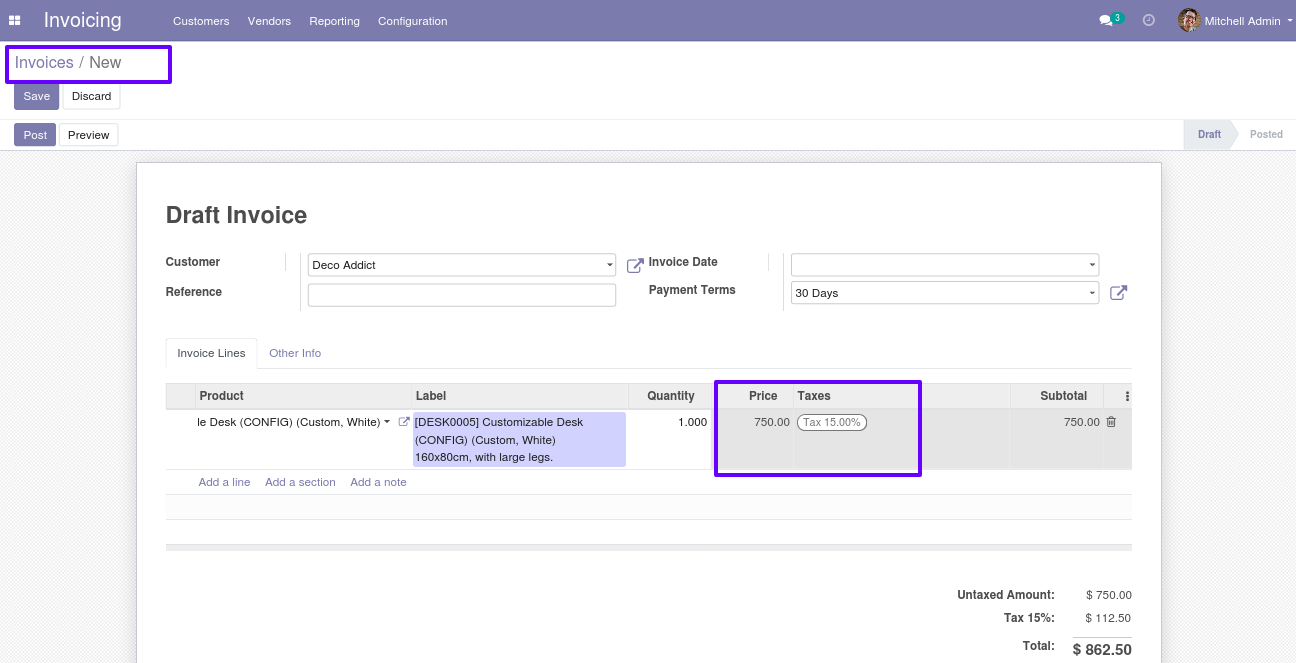 Invoicing Customers Vendors Reporting Configuration 3 Mitchell Admin
Invoices / New
Save Discard
Post Preview Draft Posted
Draft Invoice
Customer Deco Addict Invoice Date
Reference Payment Terms 30 Days
Invoice Lines Other Info
Product Label Quantity Price Taxes Subtotal
le Desk (CONFIG) (Custom, White) [DESK0005] Customizable Desk 1.000 750.00 Tax 15.00% 750.00
(CONFIG) (Custom, White)
160x80cm, with large legs.
Add a line Add a section Add a note
Untaxed Amount: $ 750.00
Tax 15%: $ 112.50
Total: $ 862.50